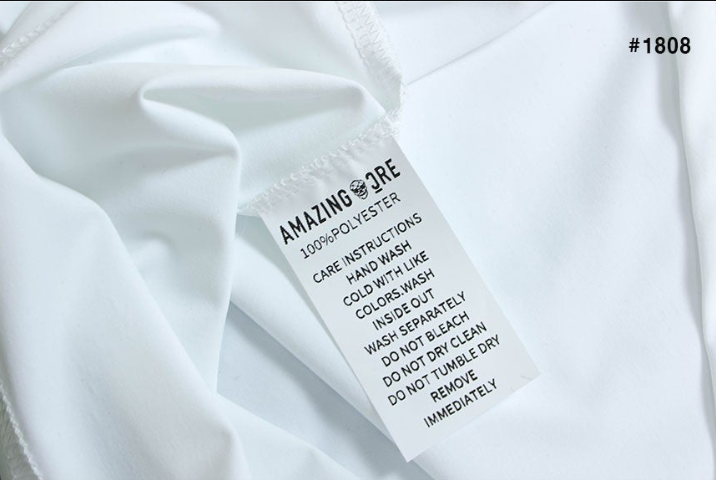 #1808
AMAZING ORE
100%POLYESTER
CARE INSTRUCTIONS
HAND WASH
COLD WITH LIKE
COLORS.WASH
INSIDE OUT
WASH SEPARATELY
DO NOT BLEACH
DO NOT DRY CLEAN
DO NOT TUMBLE DRY
REMOVE
IMMEDIATELY